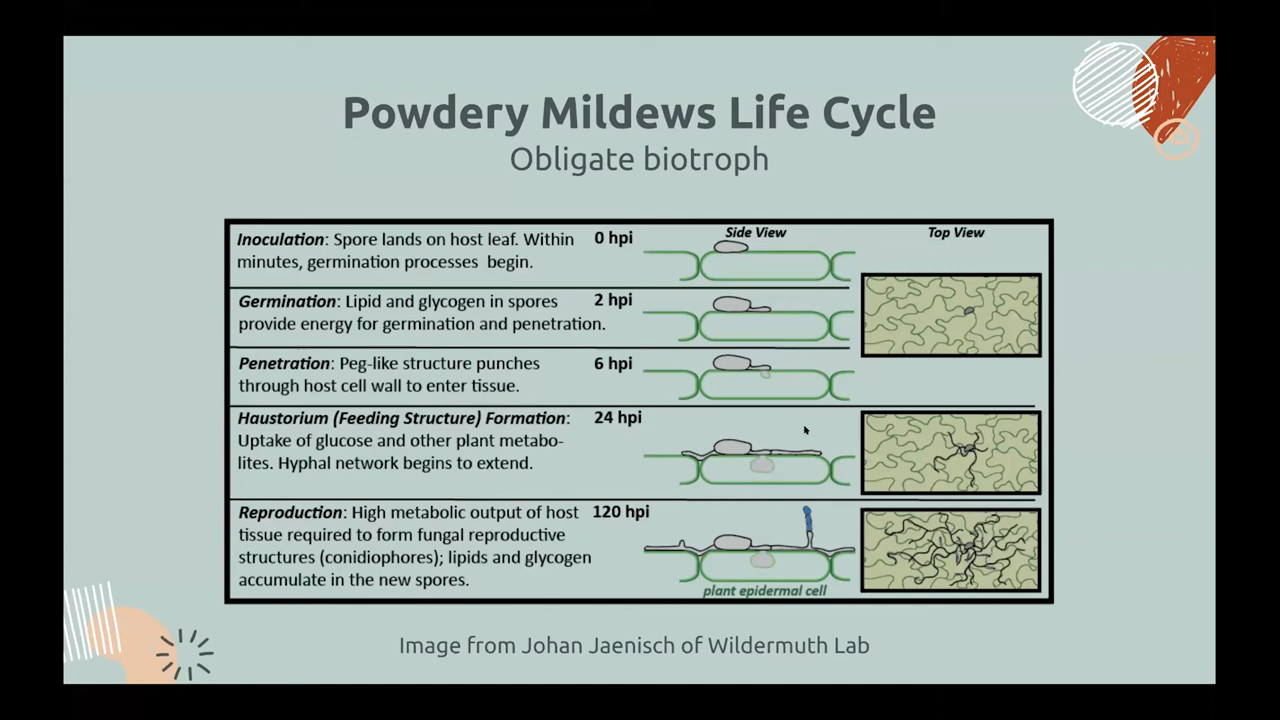 Powdery Mildews Life Cycle
Obligate biotroph
Side View
Top View
Inoculation: Spore lands on host leaf. Within
minutes, germination processes begin.
0 hpi
Germination: Lipid and glycogen in spores
provide energy for germination and penetration.
2 hpi
Penetration: Peg-like structure punches
through host cell wall to enter tissue.
6 hpi
Haustorium (Feeding Structure) Formation:
Uptake of glucose and other plant metabo-
lites. Hyphal network begins to extend.
24 hpi
Reproduction: High metabolic output of host
tissue required to form fungal reproductive
structures (conidiophores); lipids and glycogen
accumulate in the new spores.
120 hpi
plant epidermal cell
Image from Johan Jaenisch of Wildermuth Lab